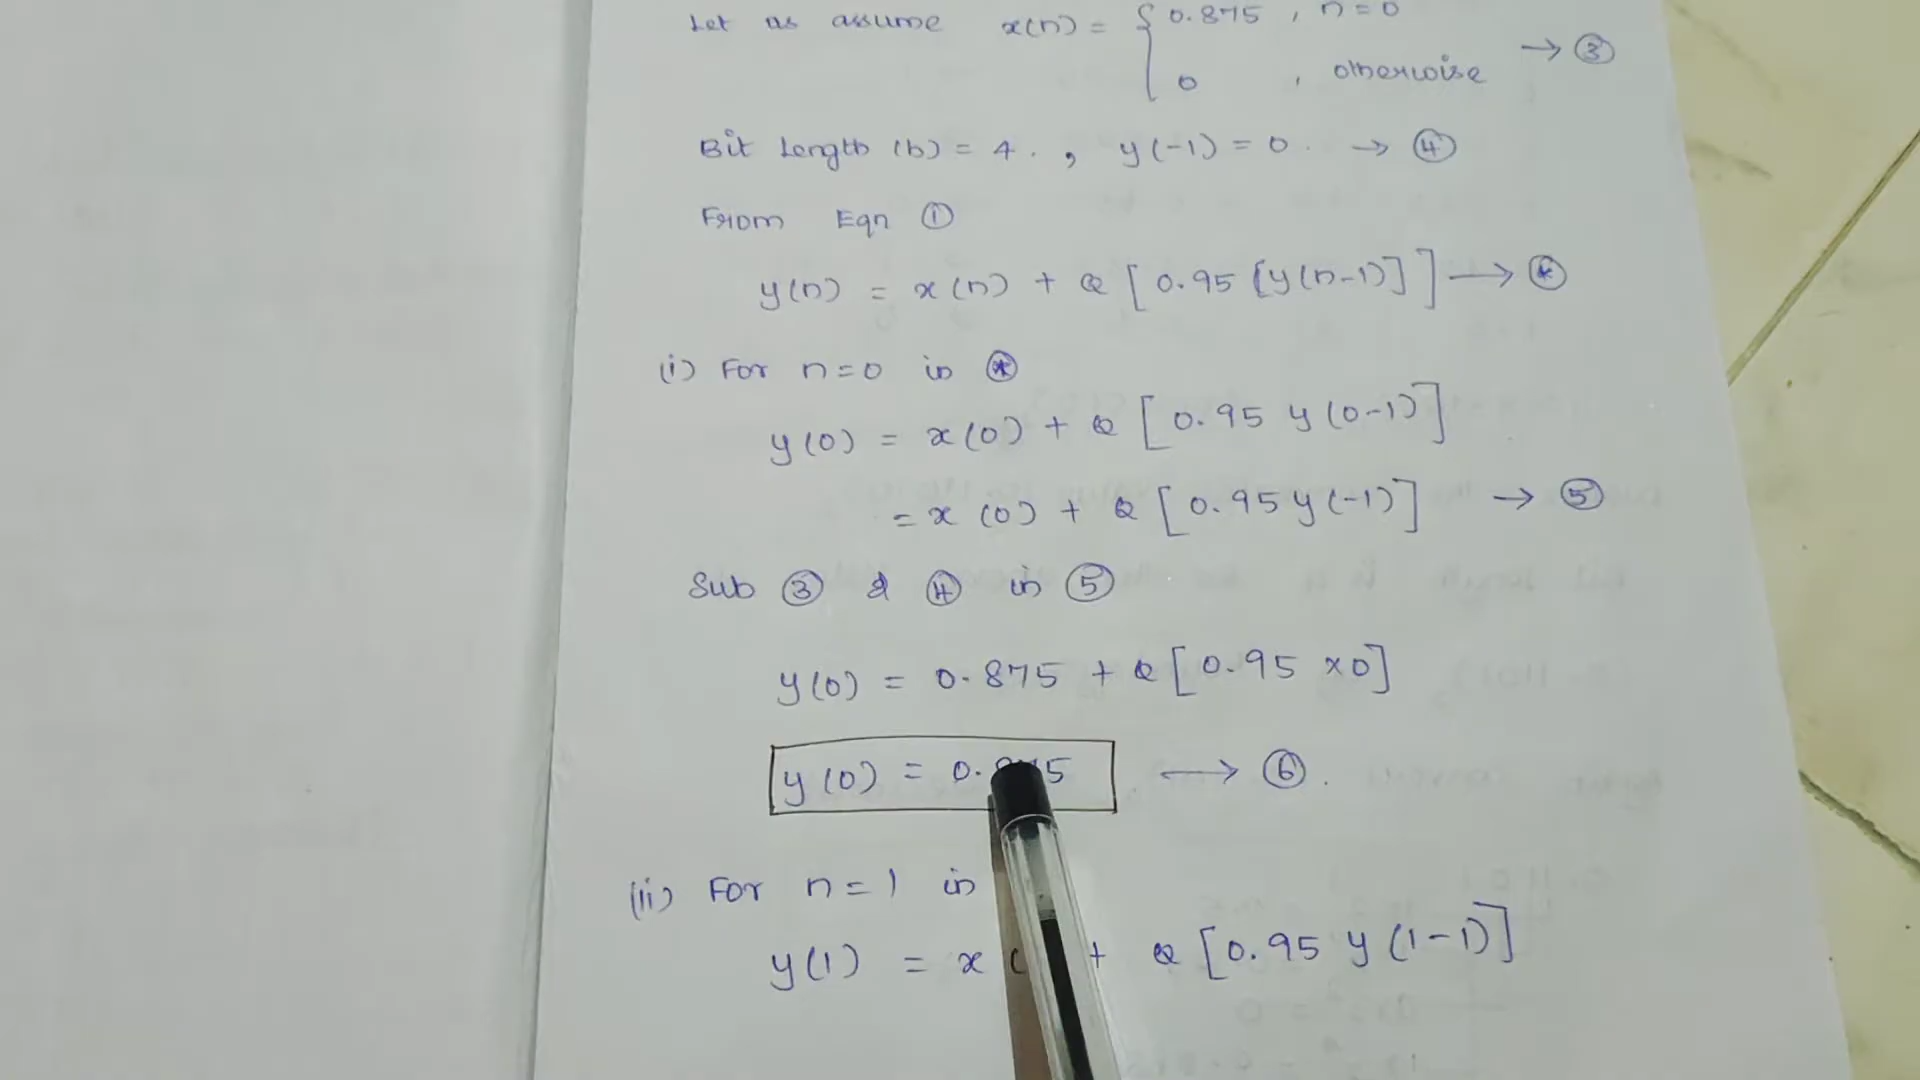 Let us assume x(n) = { 0.875 , n=0
0 , otherwise → ③
Bit Length (b) = 4 . , y(-1) = 0 . → ④
From Eqn ①
y(n) = x(n) + Q [ 0.95 [y(n-1)] ] → ⊛
(i) For n=0 in ⊛
y(0) = x(0) + Q [ 0.95 y(0-1) ]
= x(0) + Q [ 0.95 y(-1) ] → ⑤
Sub ③ & ④ in ⑤
y(0) = 0.875 + Q [ 0.95 ×0 ]
y(0) = 0.875 → ⑥ .
(ii) For n=1 in
y(1) = x ( + Q [ 0.95 y (1-1) ]